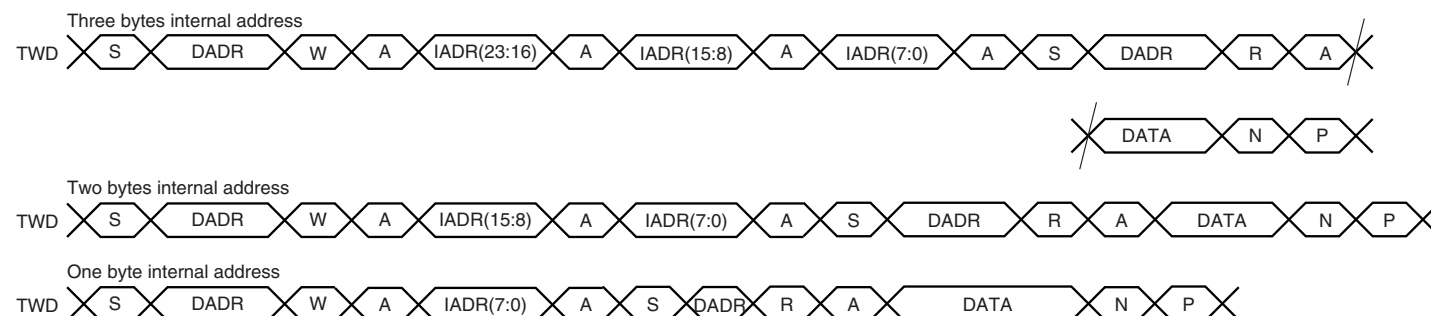 Three bytes internal address
TWD S DADR W A IADR(23:16) A IADR(15:8) A IADR(7:0) A S DADR R A
DATA N P
Two bytes internal address
TWD S DADR W A IADR(15:8) A IADR(7:0) A S DADR R A DATA N P
One byte internal address
TWD S DADR W A IADR(7:0) A S DADR R A DATA N P